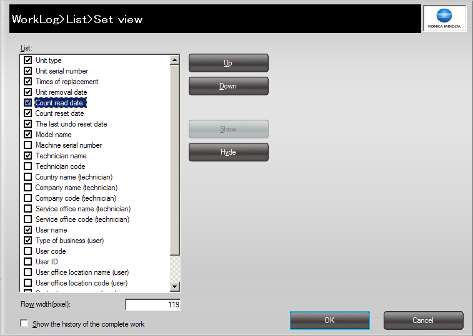 WorkLog>List>Set view
KONICA MINOLTA
List:
Unit type
Unit serial number
Times of replacement
Unit removal date
Count read date
Count reset date
The last undo reset date
Model name
Machine serial number
Technician name
Technician code
Country name (technician)
Company name (technician)
Company code (technician)
Service office name (technician)
Service office code (technician)
User name
Type of business (user)
User code
User ID
User office location name (user)
User office location code (user)
Up
Down
Show
Hide
Flow width(pixel):
119
Show the history of the complete work
OK
Cancel